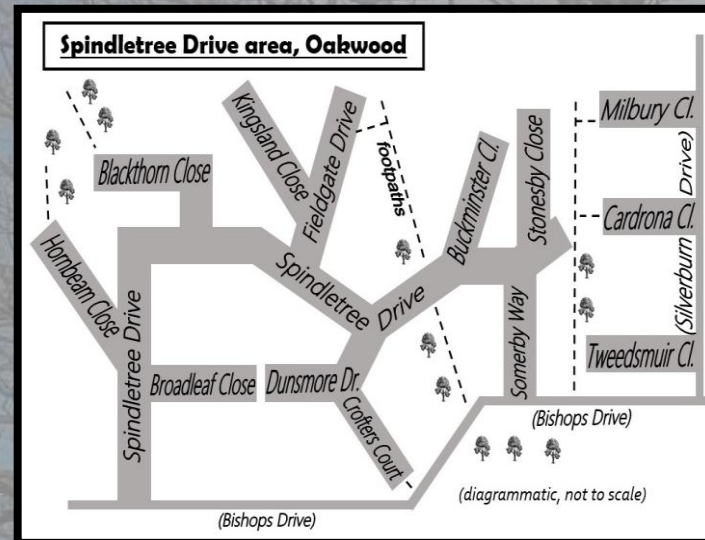 Spindletree Drive area, Oakwood
Milbury Cl.
Kingsland Close
Fieldgate Drive
footpaths
Buckminster Cl.
Stonesby Close
Drive)
Blackthorn Close
Cardrona Cl.
Hornbeam Close
Spindletree
Drive
(Silverburn
Spindletree Drive
Somerby Way
Tweedsmuir Cl.
Broadleaf Close
Dunsmore Dr.
Crofters Court
(Bishops Drive)
(diagrammatic, not to scale)
(Bishops Drive)